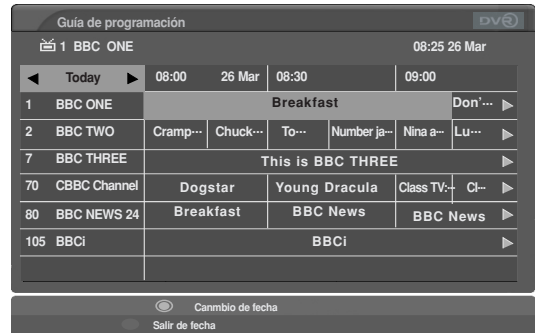 Guía de programación DVR
1 BBC ONE 08:25 26 Mar
Today 08:00 26 Mar 08:30 09:00
1 BBC ONE Breakfast Don'...
2 BBC TWO Cramp... Chuck... To... Number ja... Nina a... Lu...
7 BBC THREE This is BBC THREE
70 CBBC Channel Dogstar Young Dracula Class TV:... Cl...
80 BBC NEWS 24 Breakfast BBC News BBC News
105 BBCi BBCi
Canmbio de fecha
Salir de fecha